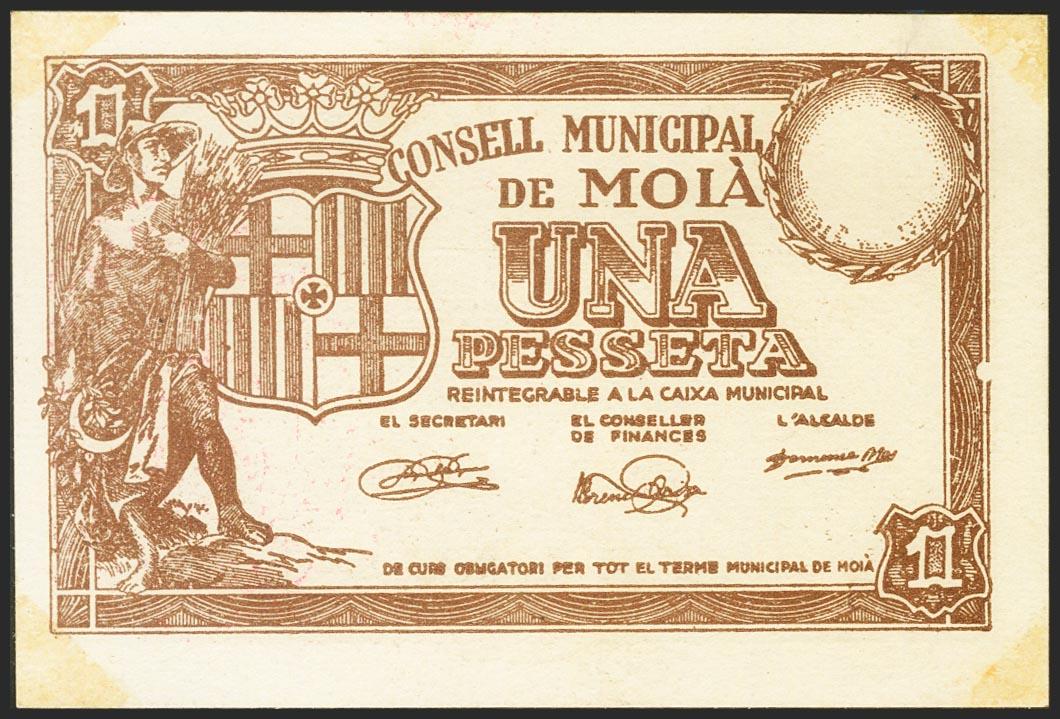 1
CONSELL MUNICIPAL
DE MOIÀ
UNA
PESSETA
REINTEGRABLE A LA CAIXA MUNICIPAL
EL SECRETARI EL CONSELLER L'ALCALDE
DE FINANCES
DE CURS OBLIGATORI PER TOT EL TERME MUNICIPAL DE MOIÀ
1